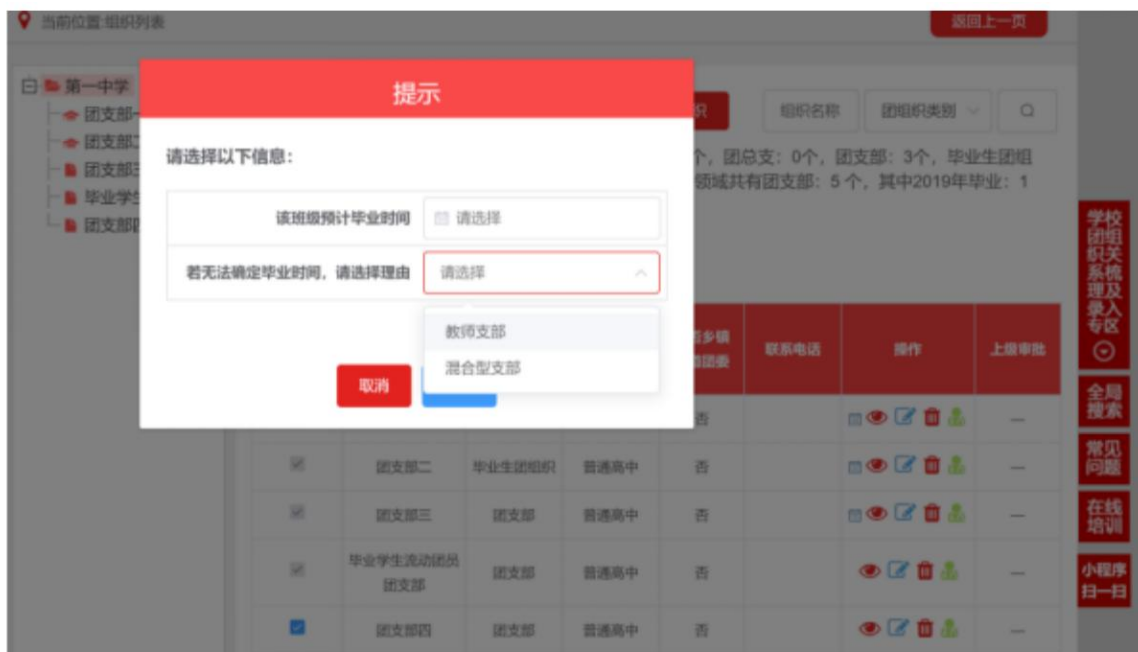 当前位置:组织列表
返回上一页
第一中学
团支部一
团支部二
团支部三
毕业学生
团支部四
提示
请选择以下信息：
该班级预计毕业时间
请选择
若无法确定毕业时间，请选择理由
请选择
教师支部
混合型支部
取消
组织名称
团组织类别
个，团总支：0个，团支部：3个，毕业生团组
领域共有团支部：5 个，其中2019年毕业：1
联系电话
操作
上级审批
否
—
团支部二
毕业生团组织
普通高中
否
—
团支部三
团支部
普通高中
否
—
毕业学生流动团员
团支部
团支部
普通高中
否
—
团支部四
团支部
普通高中
否
—
学校
团组
织关
系梳
理及
录入
专区
全局
搜索
常见
问题
在线
培训
小程序
扫一扫